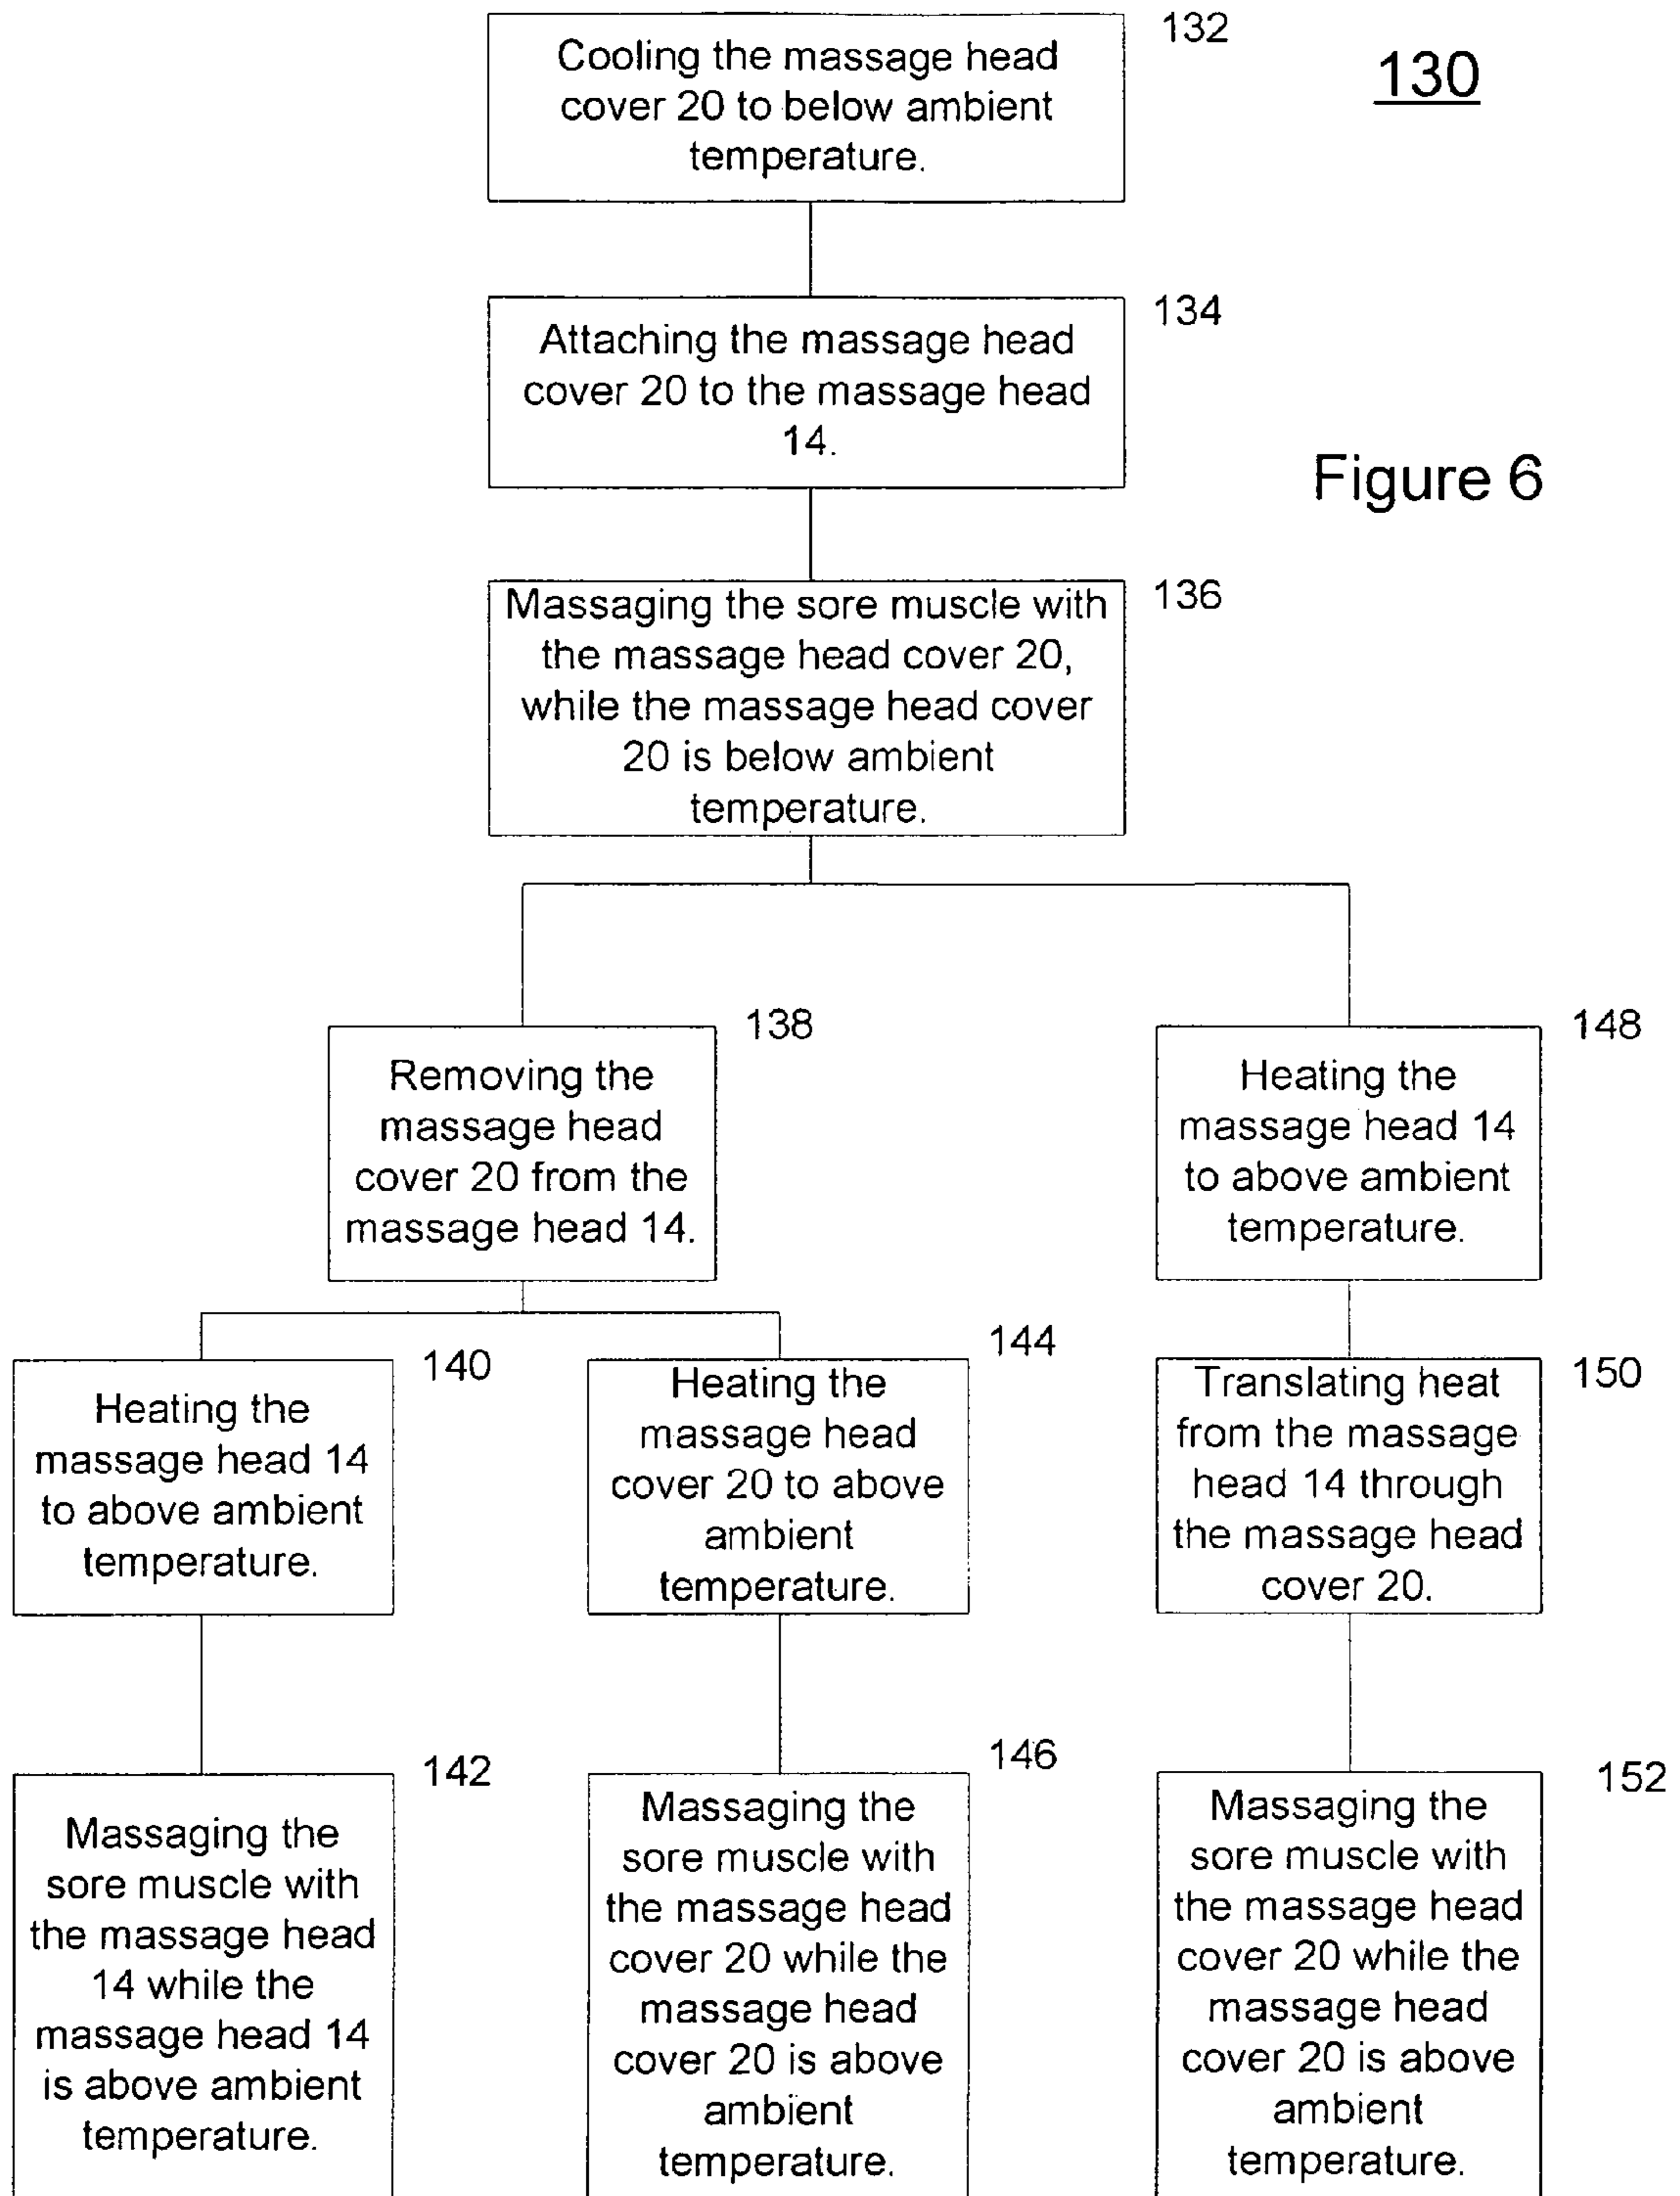 132
130
Cooling the massage head
cover 20 to below ambient
temperature.
134
Attaching the massage head
cover 20 to the massage head
14.
Figure 6
136
Massaging the sore muscle with
the massage head cover 20,
while the massage head cover
20 is below ambient
temperature.
138
Removing the
massage head
cover 20 from the
massage head 14.
148
Heating the
massage head 14
to above ambient
temperature.
140
Heating the
massage head 14
to above ambient
temperature.
144
Heating the
massage head
cover 20 to above
ambient
temperature.
150
Translating heat
from the massage
head 14 through
the massage head
cover 20.
142
Massaging the
sore muscle with
the massage head
14 while the
massage head 14
is above ambient
temperature.
146
Massaging the
sore muscle with
the massage head
cover 20 while the
massage head
cover 20 is above
ambient
temperature.
152
Massaging the
sore muscle with
the massage head
cover 20 while the
massage head
cover 20 is above
ambient
temperature.